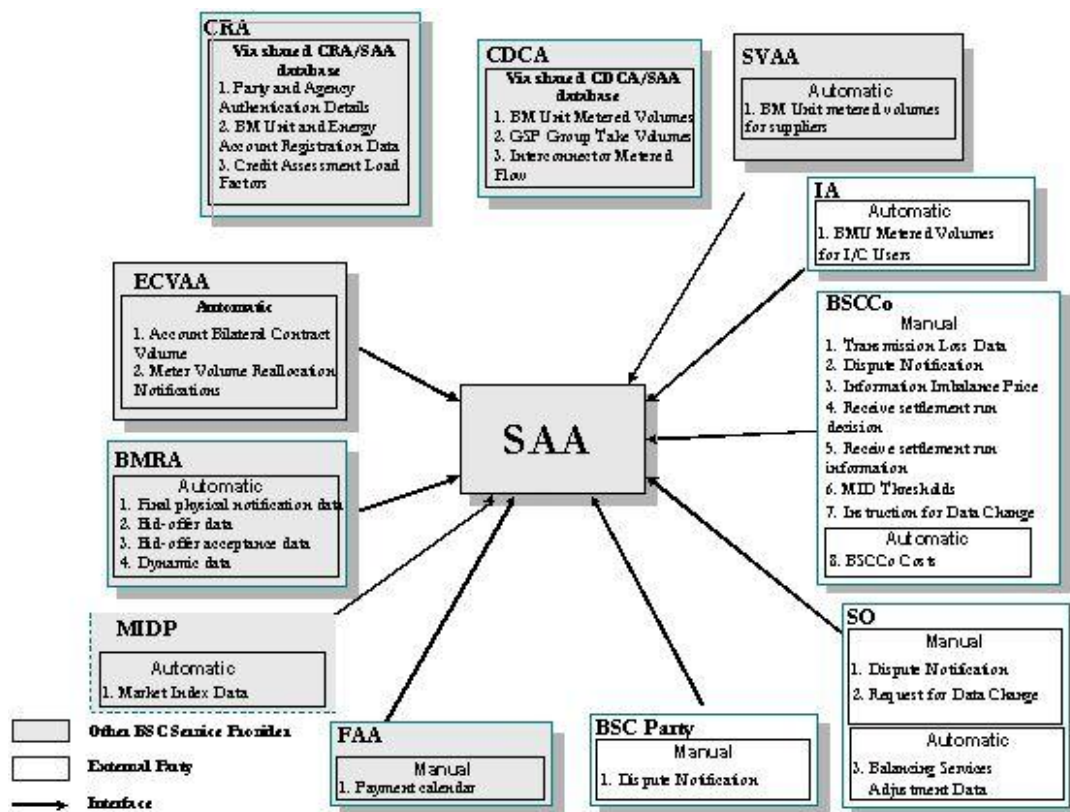 CRA
Via shared CRA/SAA
database
1. Party and Agency
Authentication Details
2. BM Unit and Energy
Account Registration Data
3. Credit Assessment Load
Factors
CDCA
Via shared CDCA/SAA
database
1. BM Unit Metered Volumes
2. GSP Group Take Volumes
3. Interconnector Metered
Flow
SVAA
Automatic
1. BM Unit metered volumes
for suppliers
IA
Automatic
1. BMU Metered Volumes
for I/C Users
ECVAA
Automatic
1. Account Bilateral Contract
Volume
2. Meter Volume Reallocation
Notifications
BSCCo
Manual
1. Transmission Loss Data
2. Dispute Notification
3. Information Imbalance Price
4. Receive settlement run
decision
5. Receive settlement run
information
6. MID Thresholds
7. Instruction for Data Change
Automatic
8. BSCCo Costs
SAA
BMRA
Automatic
1. Final physical notification data
2. Bid-offer data
3. Bid-offer acceptance data
4. Dynamic data
MIDP
Automatic
1. Market Index Data
SO
Manual
1. Dispute Notification
2. Request for Data Change
Automatic
3. Balancing Services
Adjustment Data
FAA
Manual
1. Payment calendar
BSC Party
Manual
1. Dispute Notification
Other BSC Service Provider
External Party
Interface